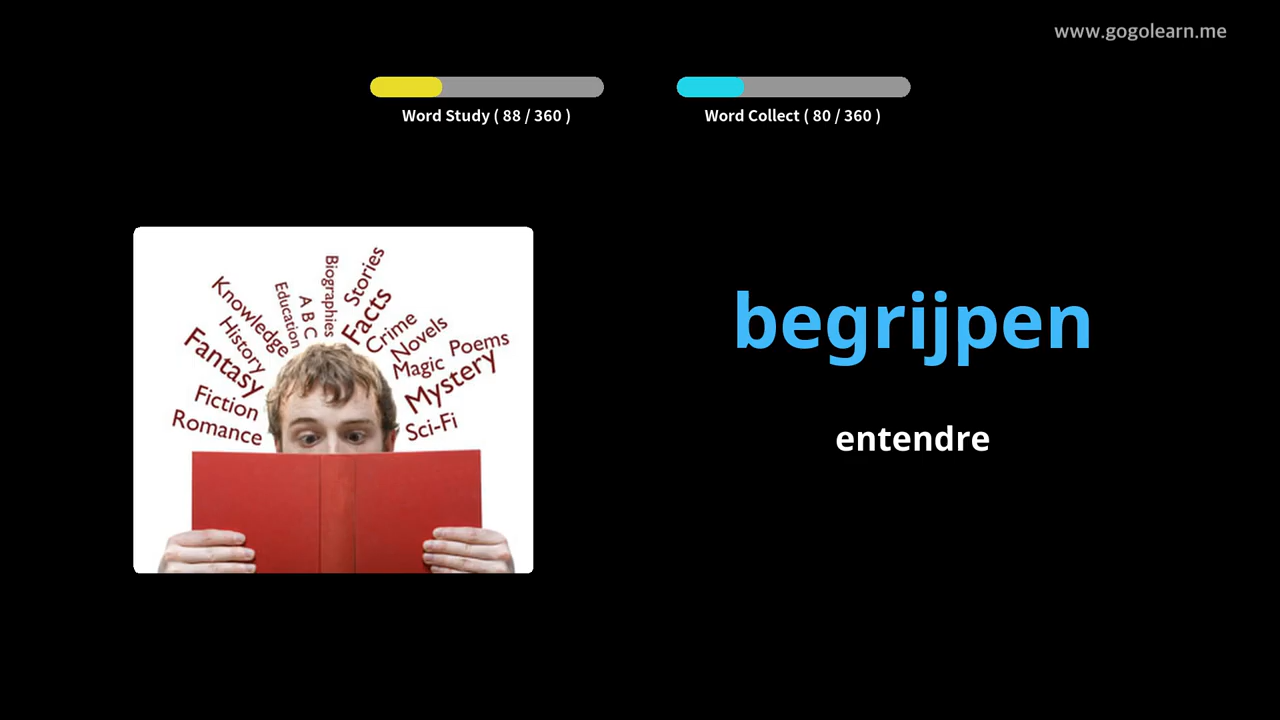 www.gogolearn.me
Word Study ( 88 / 360 )
Word Collect ( 80 / 360 )
Knowledge
Education
A B C
Biographies
Stories
Facts
Crime
Novels
Poems
History
Fantasy
Magic
Mystery
Fiction
Romance
Sci-Fi
begrijpen
entendre